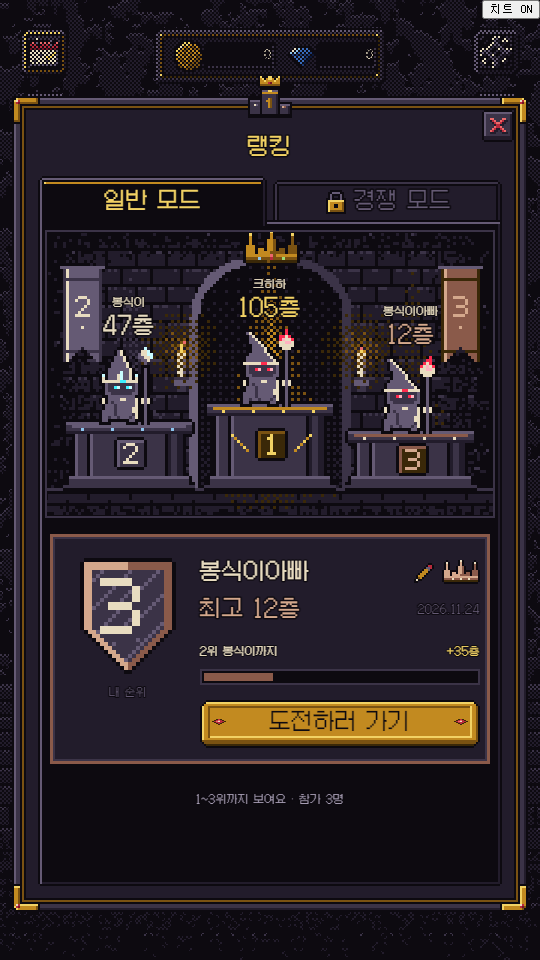 치트 ON
0
0
1
랭킹
일반 모드
경쟁 모드
크허하
105층
2
봉식이
47층
봉식이아빠
12층
3
2
1
3
3
봉식이아빠
최고 12층
2026.11.24
2위 봉식이까지
+35층
내 순위
도전하러 가기
1~3위까지 보여요 · 참가 3명